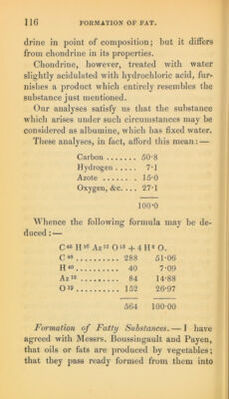 116 FORMATION OF FAT.
drine in point of composition; but it differs
from chondrine in its properties.
Chondrine, however, treated with water
slightly acidulated with hydrochloric acid, fur-
nishes a product which entirely resembles the
substance just mentioned.
Our analyses satisfy us that the substance
which arises under such circumstances may be
considered as albumine, which has fixed water.
These analyses, in fact, afford this mean: —
Carbon ....... 50·8
Hydrogen ..... 7·1
Azote ....... . 15·0
Oxygen, &c. ... 27·1
100·0
Whence the following formula may be de-
duced: —
+ 4 H² O.
C⁴⁸ .......... 288 51·06
H⁴⁰ .......... 40 7·09
Az¹² .......... 84 14·88
O¹⁹ .......... 152 26·97
564 100·00
Formation of Fatty Substances. — I have
agreed with Messrs. Boussingault and Payen,
that oils or fats are produced by vegetables;
that they pass ready formed from them into